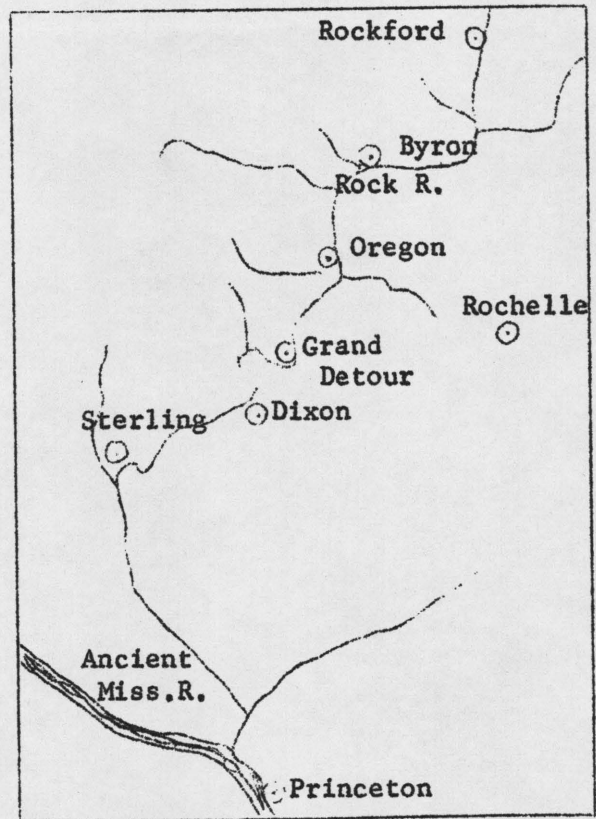 Rockford
Byron
Rock R.
Oregon
Rochelle
Grand
Detour
Sterling
Dixon
Ancient
Miss.R.
Princeton